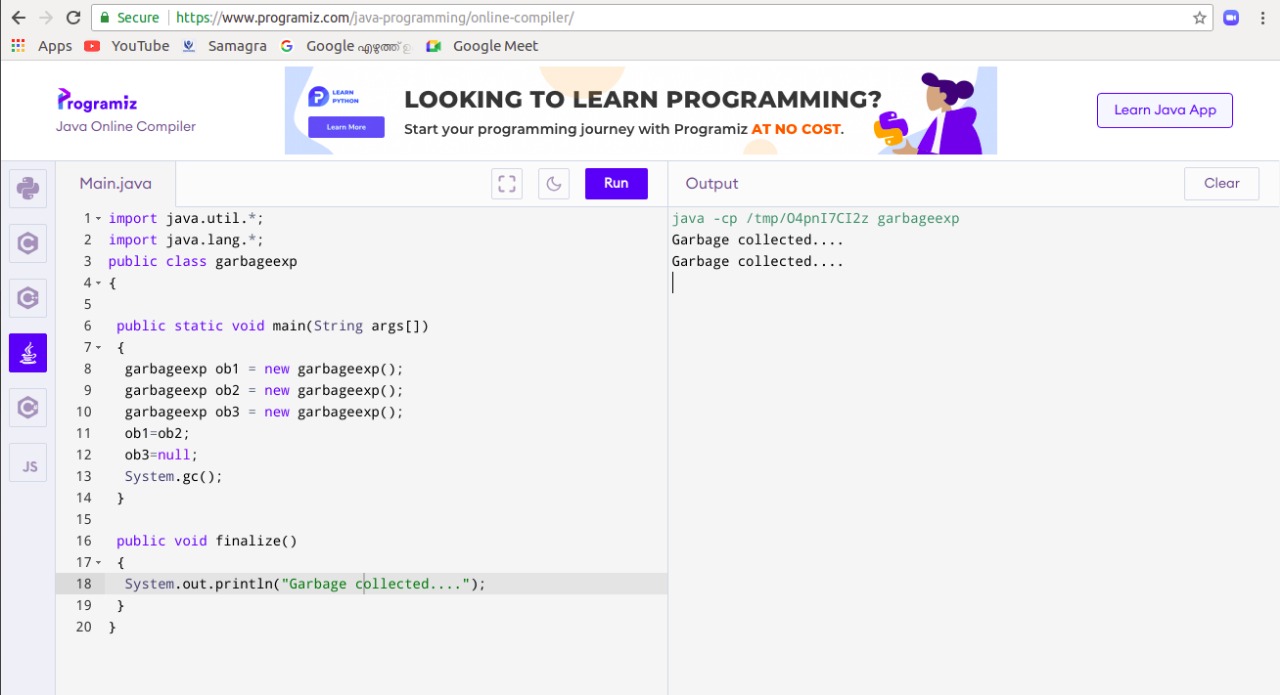 Secure https://www.programiz.com/java-programming/online-compiler/
Apps YouTube Samagra Google എഴുത്ത് ഉ Google Meet
Programiz
Java Online Compiler
LEARN
PYTHON
Learn More
LOOKING TO LEARN PROGRAMMING?
Start your programming journey with Programiz AT NO COST.
Learn Java App
Main.java
Run
Output
Clear
1 import java.util.*;
2 import java.lang.*;
3 public class garbageexp
4 {
5
6 public static void main(String args[])
7 {
8 garbageexp ob1 = new garbageexp();
9 garbageexp ob2 = new garbageexp();
10 garbageexp ob3 = new garbageexp();
11 ob1=ob2;
12 ob3=null;
13 System.gc();
14 }
15
16 public void finalize()
17 {
18 System.out.println("Garbage collected....");
19 }
20 }
JS
java -cp /tmp/O4pnI7CI2z garbageexp
Garbage collected....
Garbage collected....